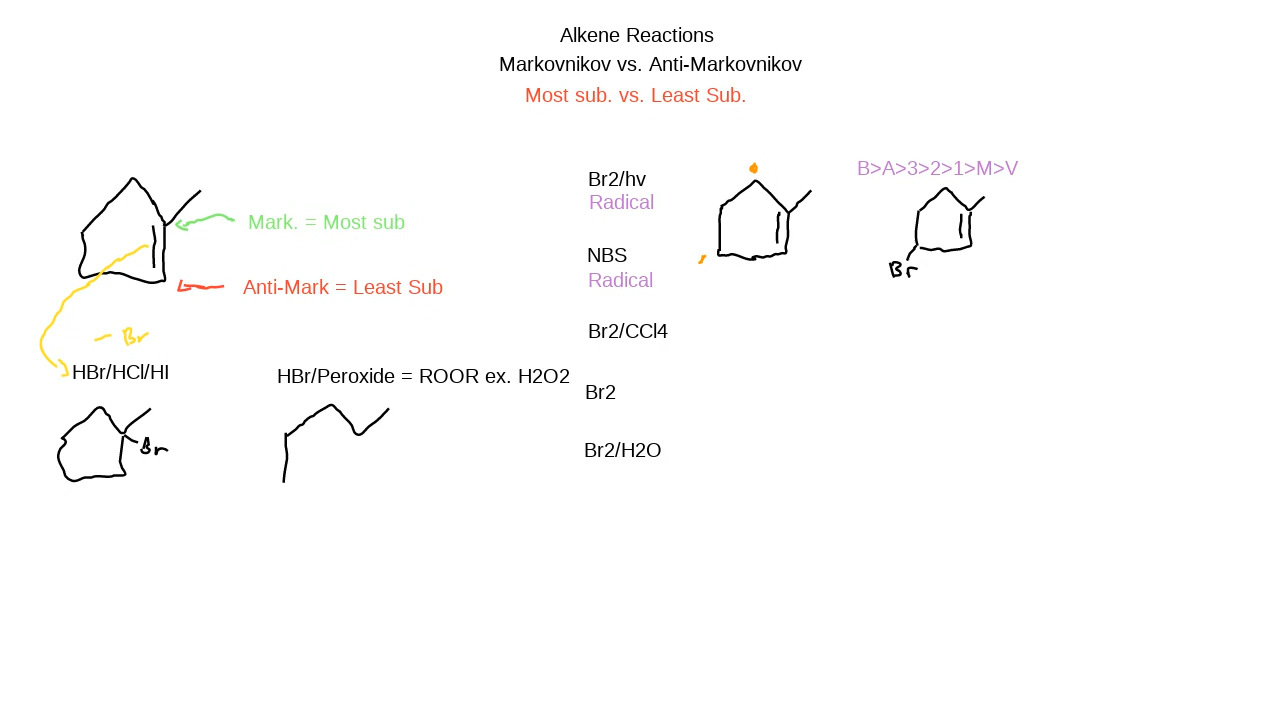 Alkene Reactions
Markovnikov vs. Anti-Markovnikov
Most sub. vs. Least Sub.
Mark. = Most sub
Anti-Mark = Least Sub
Br
HBr/HCl/HI
Br
HBr/Peroxide = ROOR ex. H2O2
Br2/hv
Radical
NBS
Radical
Br2/CCl4
Br2
Br2/H2O
B>A>3>2>1>M>V
Br